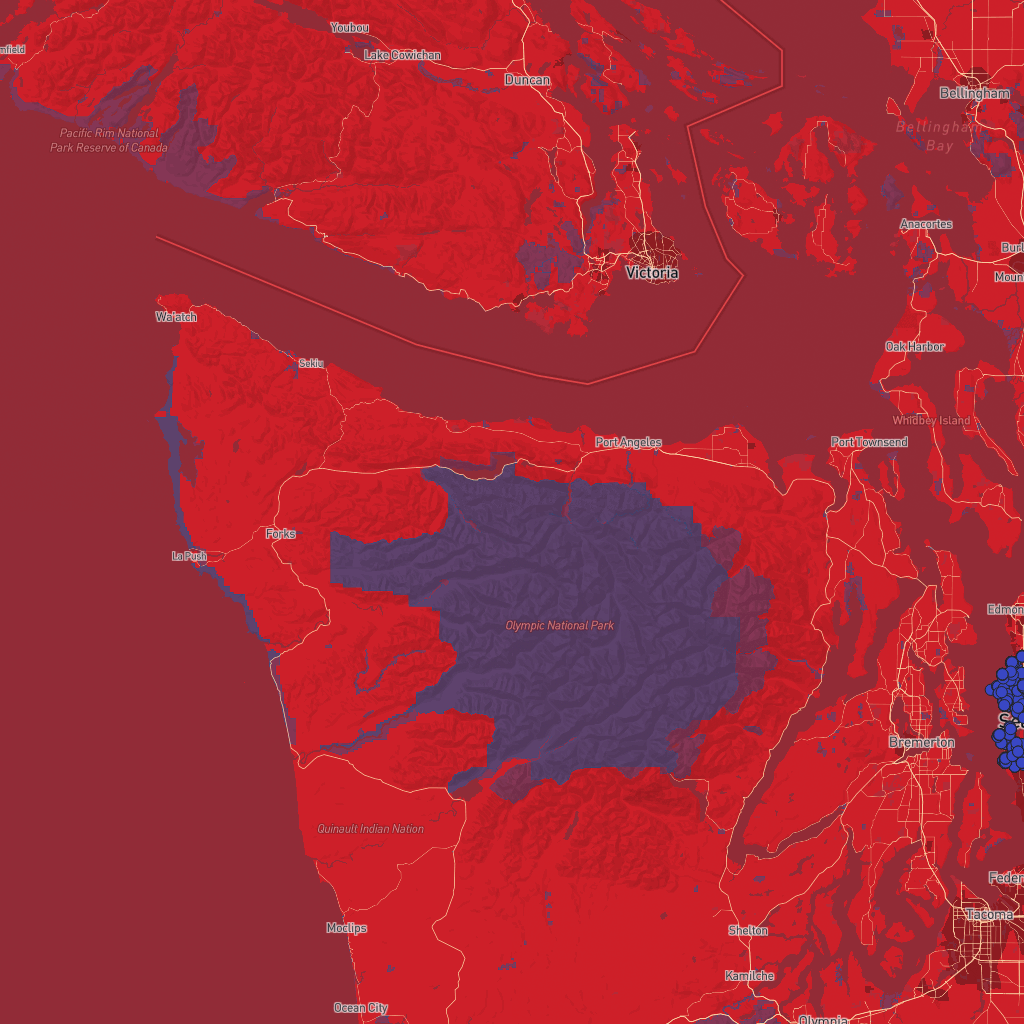 Youbou
mfield
Lake Cowichan
Duncan
Bellingham
Pacific Rim National
Park Reserve of Canada
Bellingham
Bay
Anacortes
Burl
Victoria
Moun
Wa'atch
Oak Harbor
Sekiu
Whidbey Island
Port Angeles
Port Townsend
Forks
La Push
Edmon
Olympic National Park
Bremerton
Quinault Indian Nation
Feder
Tacoma
Moclips
Shelton
Kamilche
Ocean City
Olympia